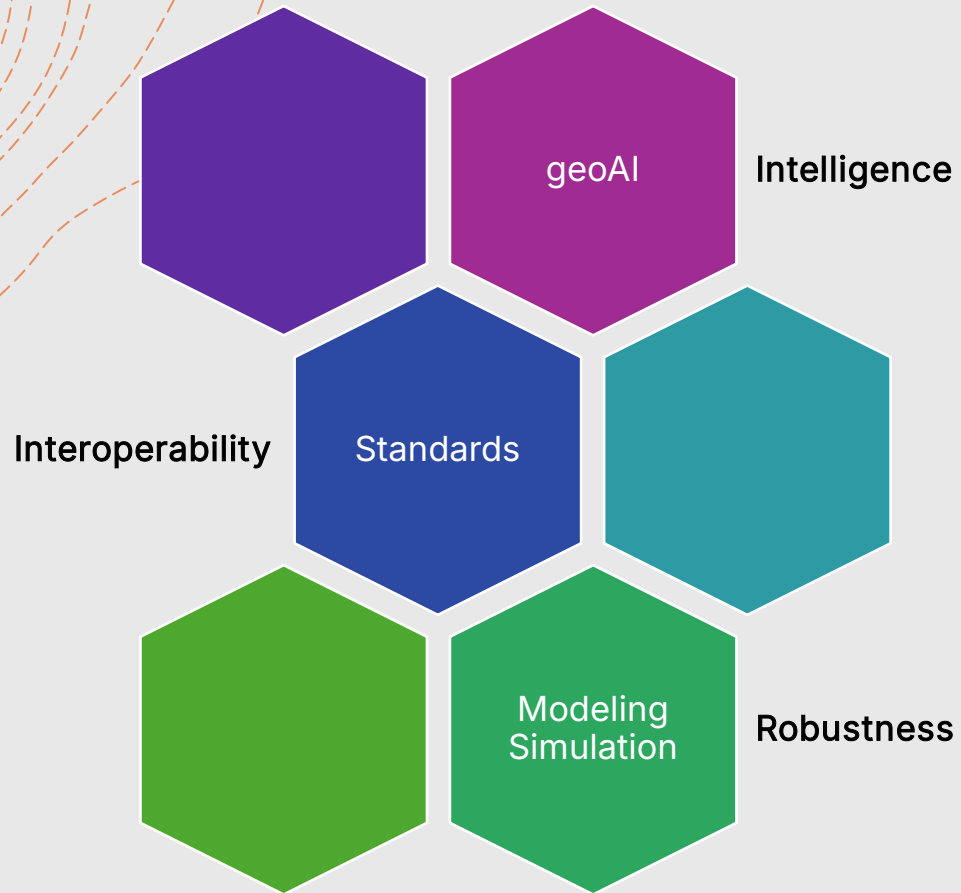 geoAI
Intelligence
Interoperability
Standards
Modeling
Simulation
Robustness